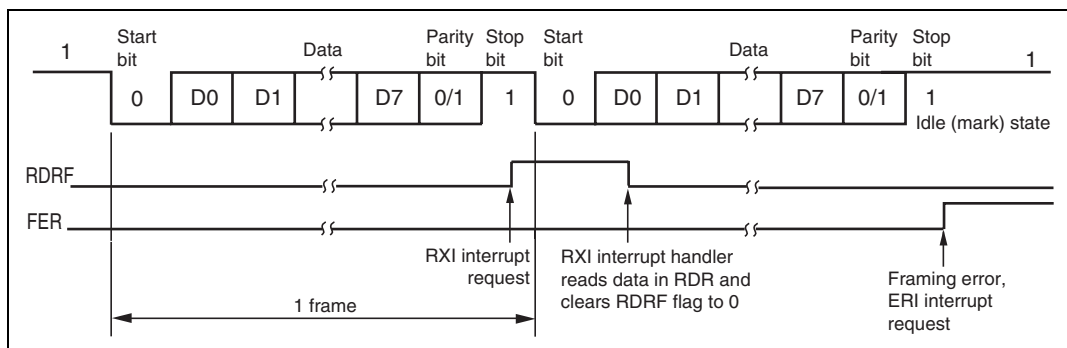 1 Start bit Data Parity bit Stop bit Start bit Data Parity bit Stop bit 1
0 D0 D1 D7 0/1 1 0 D0 D1 D7 0/1 1
Idle (mark) state
RDRF
FER
RXI interrupt request
RXI interrupt handler reads data in RDR and clears RDRF flag to 0
Framing error, ERI interrupt request
1 frame